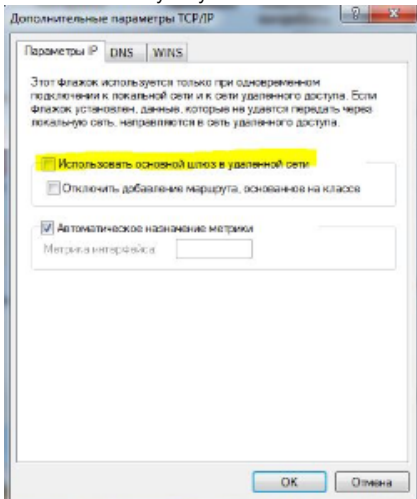 Дополнительные параметры TCP/IP
Параметры IP DNS WINS
Этот флажок используется только при одновременном
подключении к локальной сети и к сети удаленного доступа. Если
флажок установлен, данные, которые не удается передать через
локальную сеть, направляются в сеть удаленного доступа.
Использовать основной шлюз в удаленной сети
Отключить добавление маршрута, основанное на классе
Автоматическое назначение метрики
Метрика интерфейса:
OK Отмена